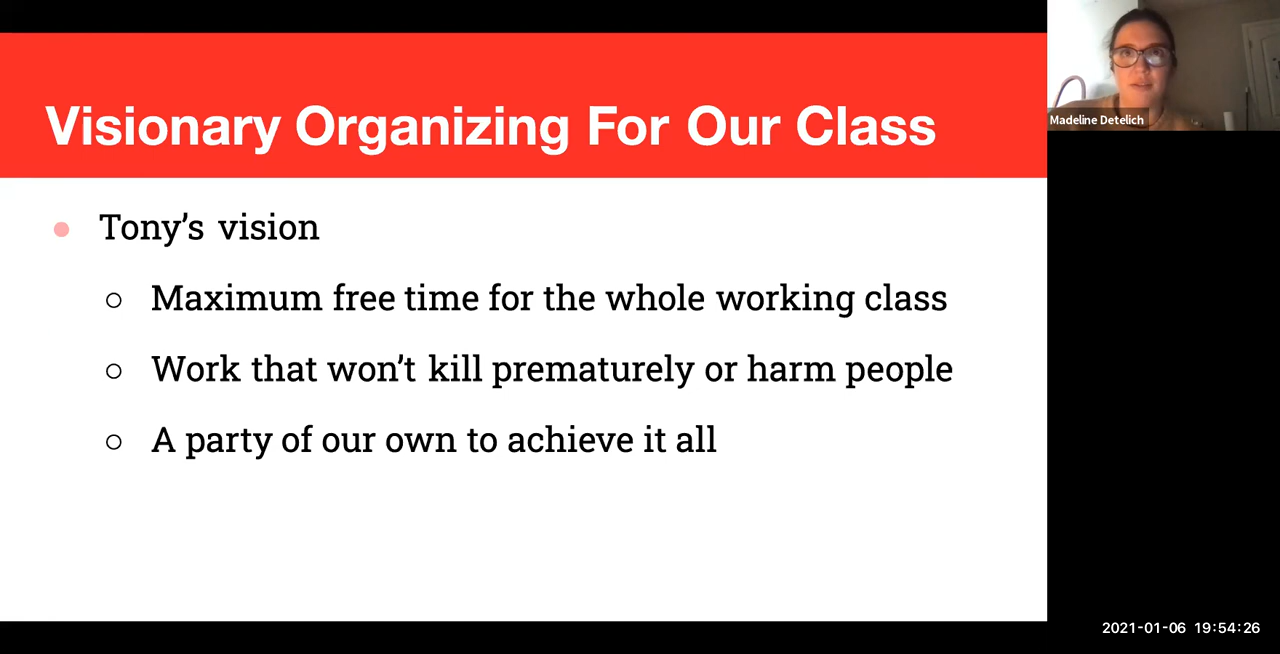 Visionary Organizing For Our Class
Madeline Detelich
Tony’s vision
Maximum free time for the whole working class
Work that won’t kill prematurely or harm people
A party of our own to achieve it all
2021-01-06 19:54:26